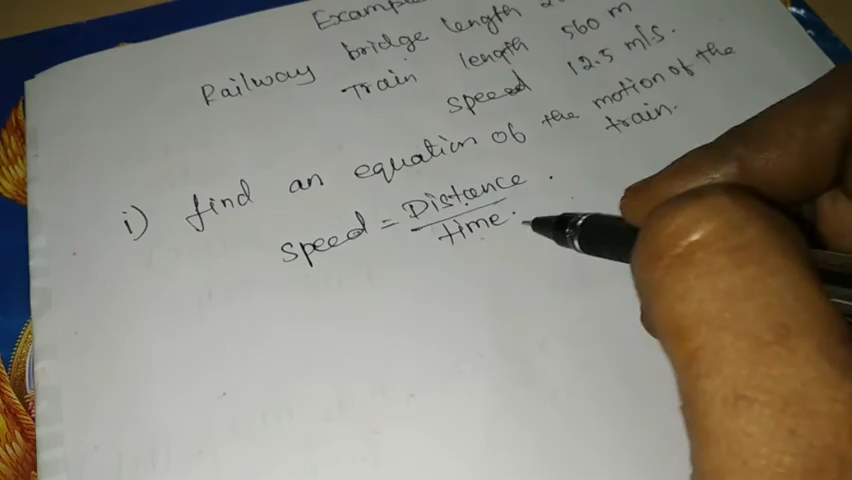 Railway bridge length
Train length 560 m
speed 12.5 m/s.
i) find an equation of the motion of the
train.
speed = Distance
time.